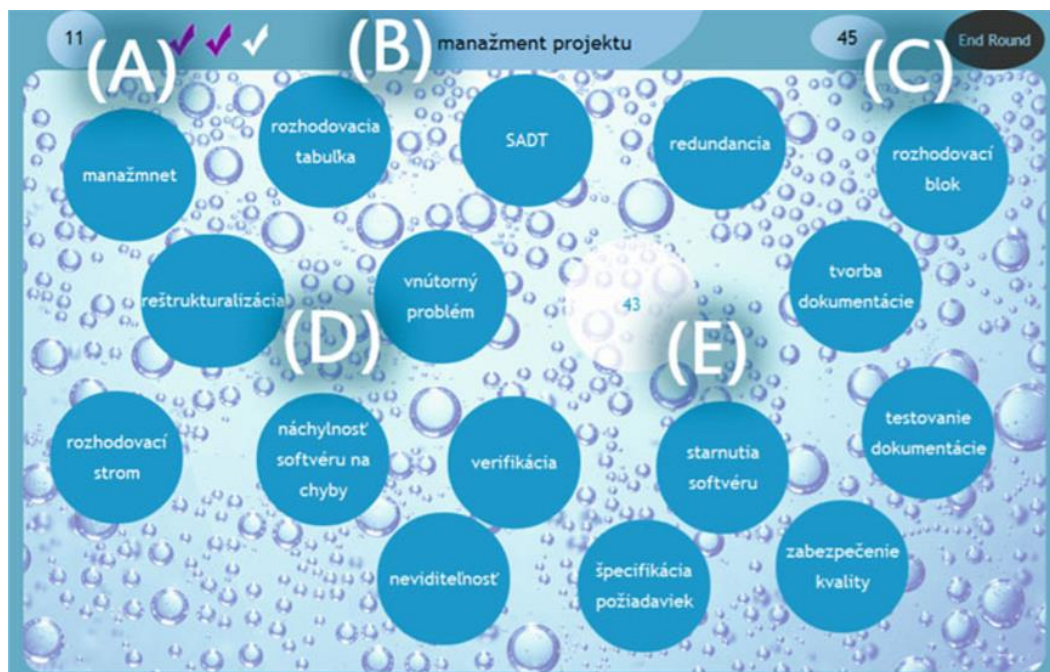 11
manažment projektu
45
End Round
(A)
(B)
(C)
manažmnet
rozhodovacia
tabuľka
SADT
redundancia
rozhodovací
blok
reštrukturalizácia
vnútorný
problém
43
tvorba
dokumentácie
(D)
(E)
rozhodovací
strom
náchylnosť
softvéru na
chyby
verifikácia
starnutia
softvéru
testovanie
dokumentácie
neviditeľnosť
špecifikácia
požiadaviek
zabezpečenie
kvality